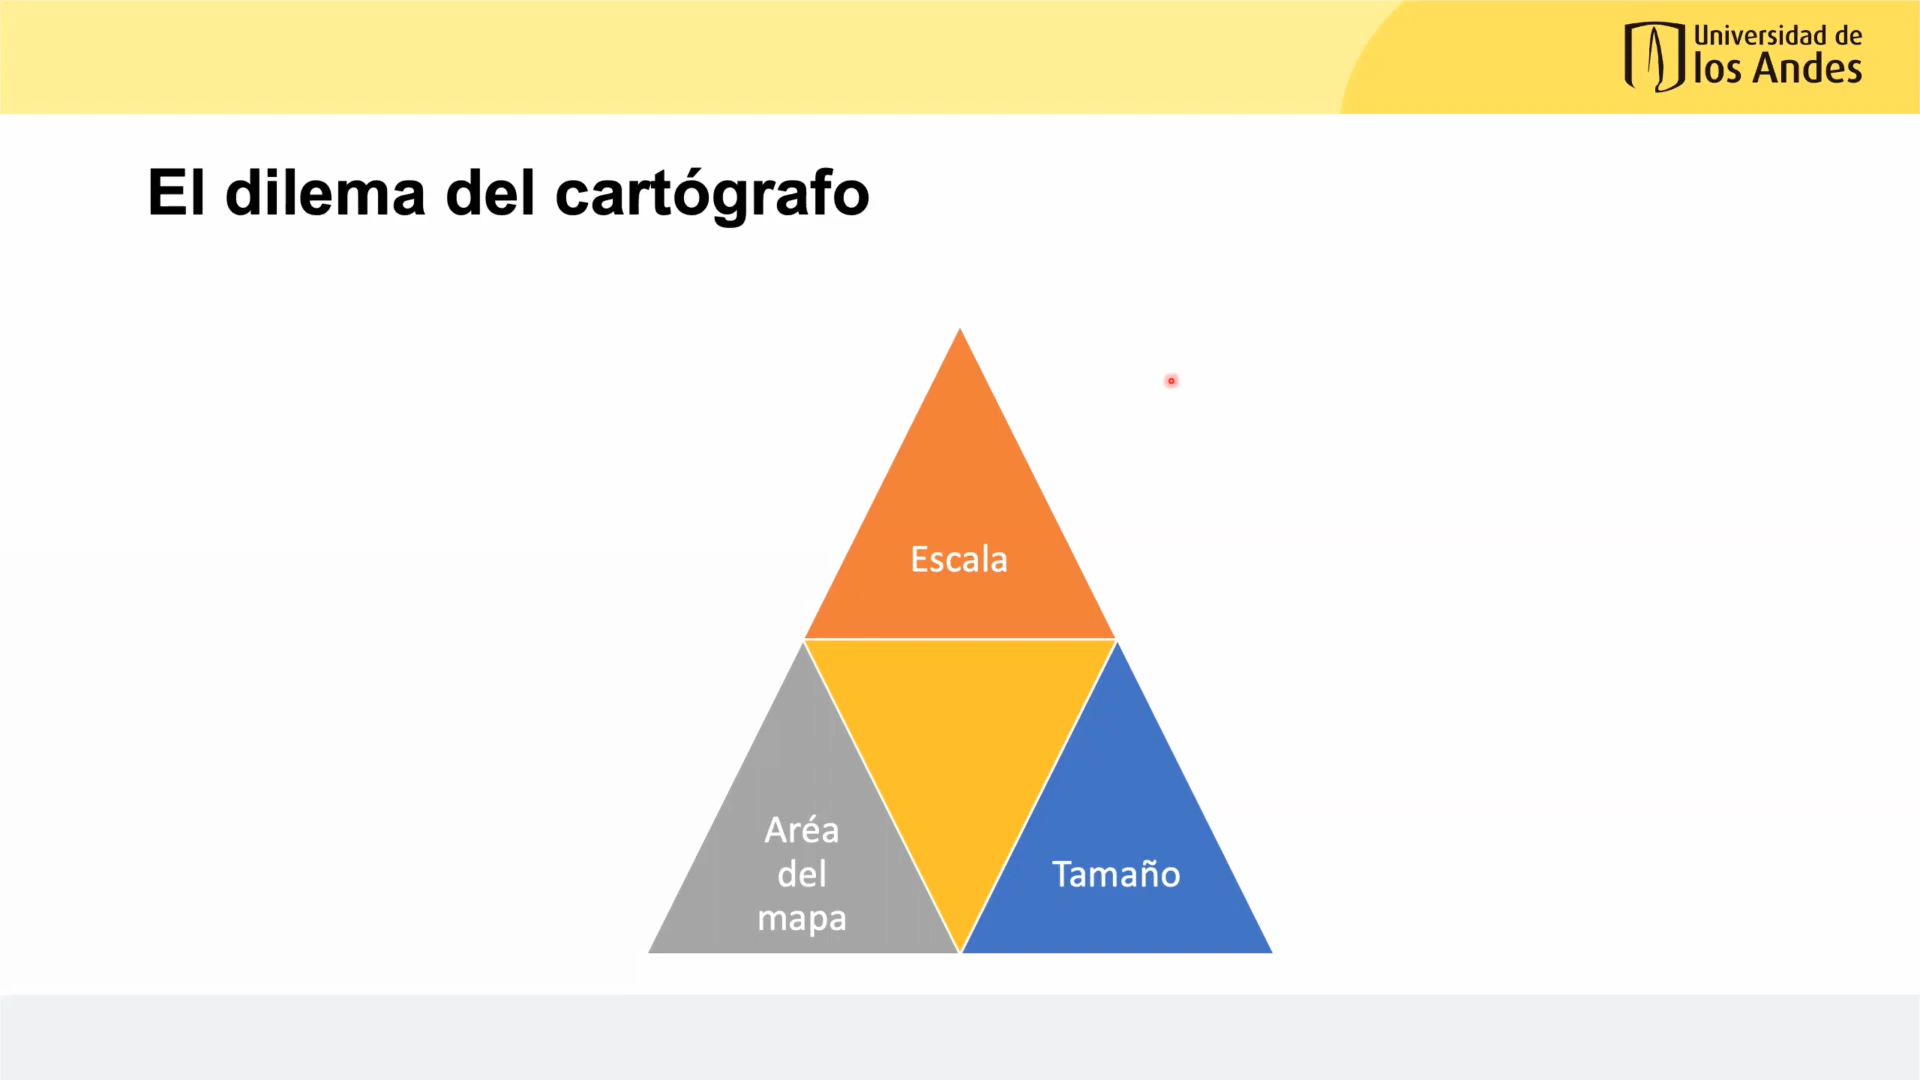 Universidad de
los Andes
El dilema del cartógrafo
Escala
Aréa
del
mapa
Tamaño